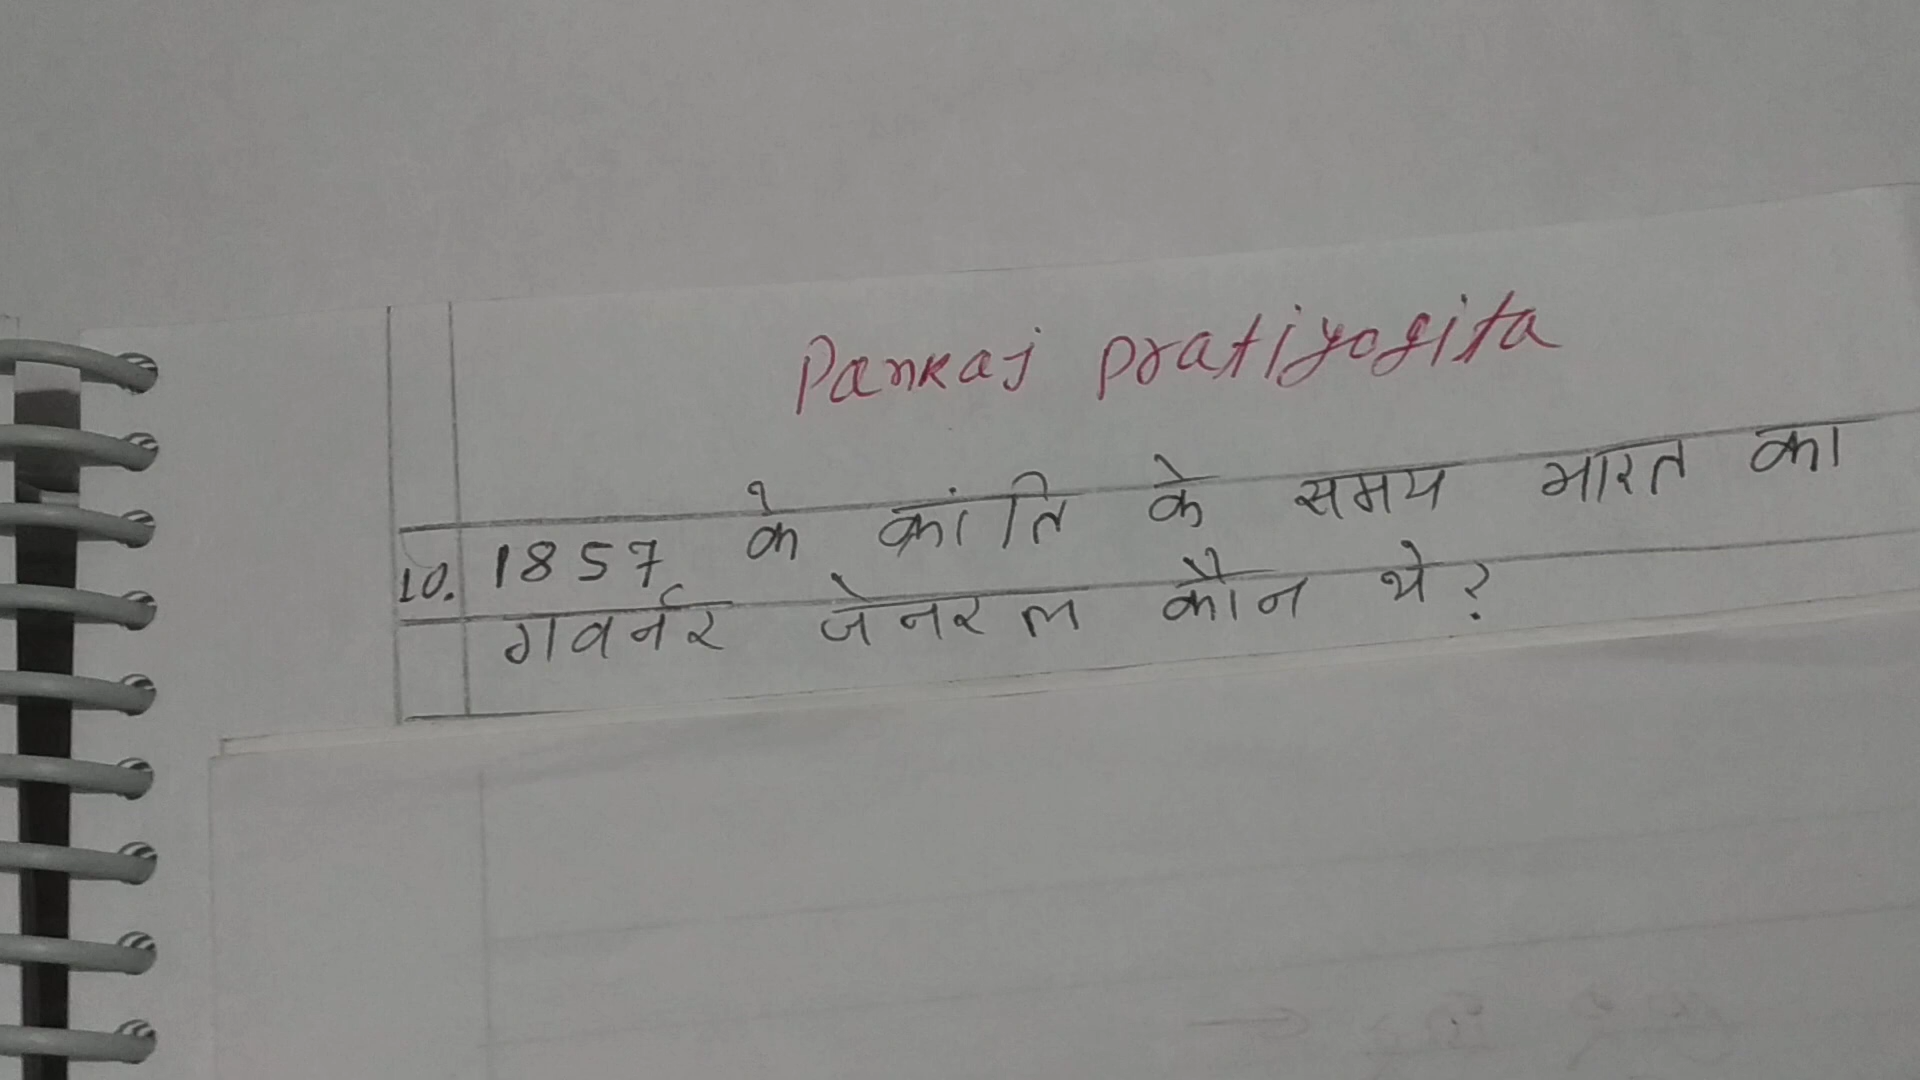 Pankaj Pratiyogita
10. 1857 के क्रांति के समय भारत का
गवर्नर जेनरल कौन थे?